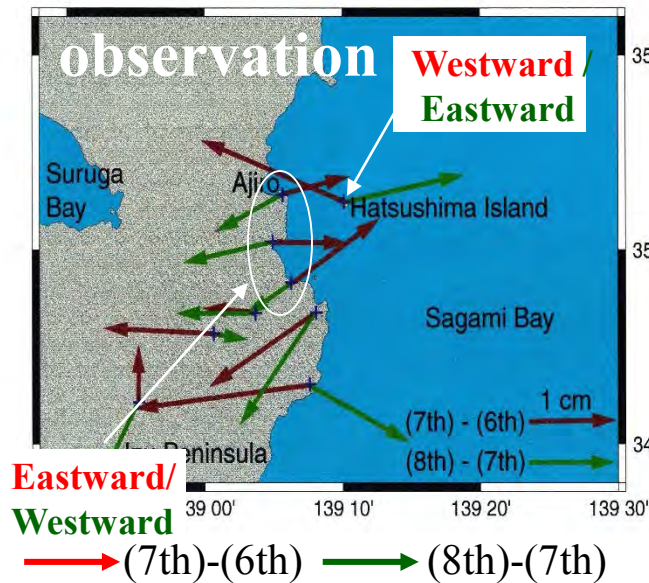 observation
Westward /
Eastward
35
Suruga
Bay
Ajiro
Hatsushima Island
35
Sagami Bay
1 cm
(7th) - (6th)
(8th) - (7th)
Peninsula
34
Eastward/
Westward
139 00'
139 10'
139 20'
139 30'
(7th)-(6th)
(8th)-(7th)